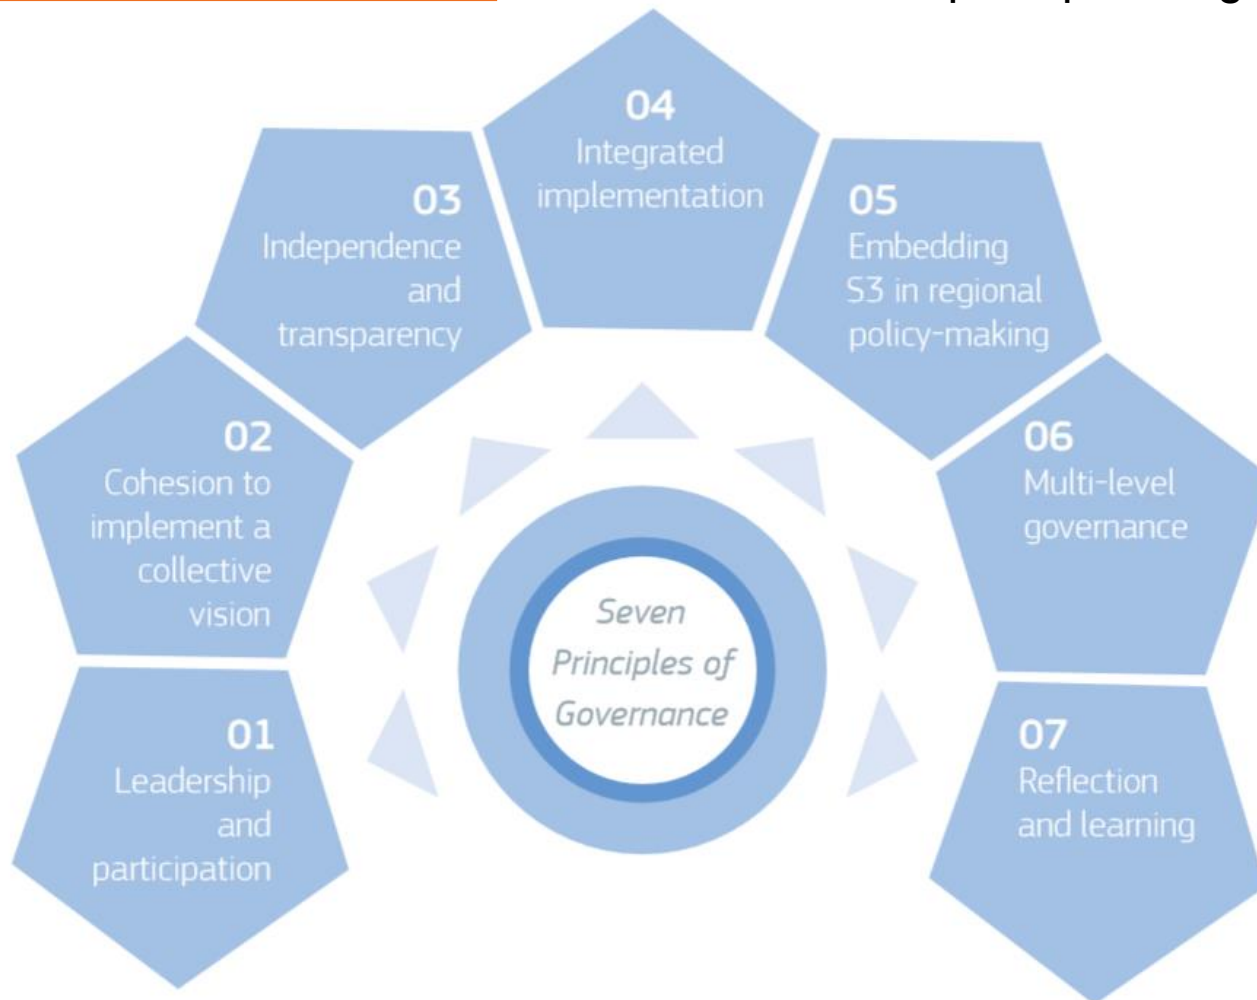 04
Integrated
implementation
03
Independence
and
transparency
05
Embedding
S3 in regional
policy-making
02
Cohesion to
implement a
collective
vision
06
Multi-level
governance
Seven
Principles of
Governance
01
Leadership
and
participation
07
Reflection
and learning